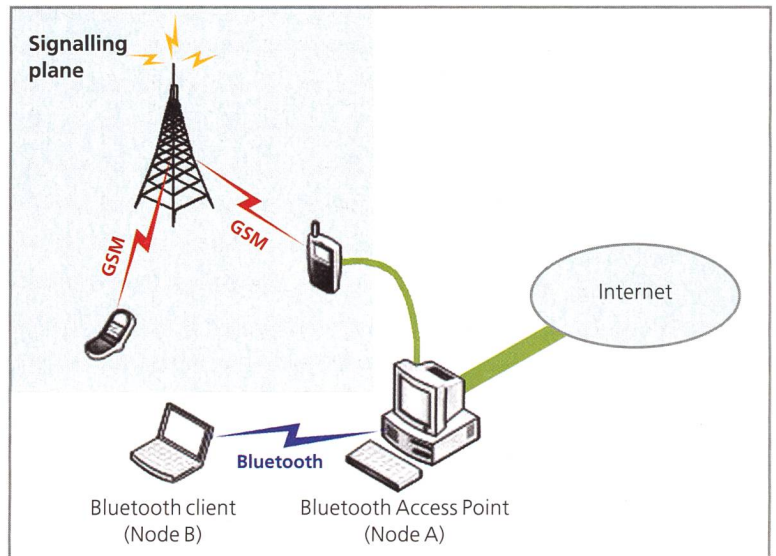 Signalling
plane
GSM
GSM
Internet
Bluetooth
Bluetooth client
(Node B)
Bluetooth Access Point
(Node A)